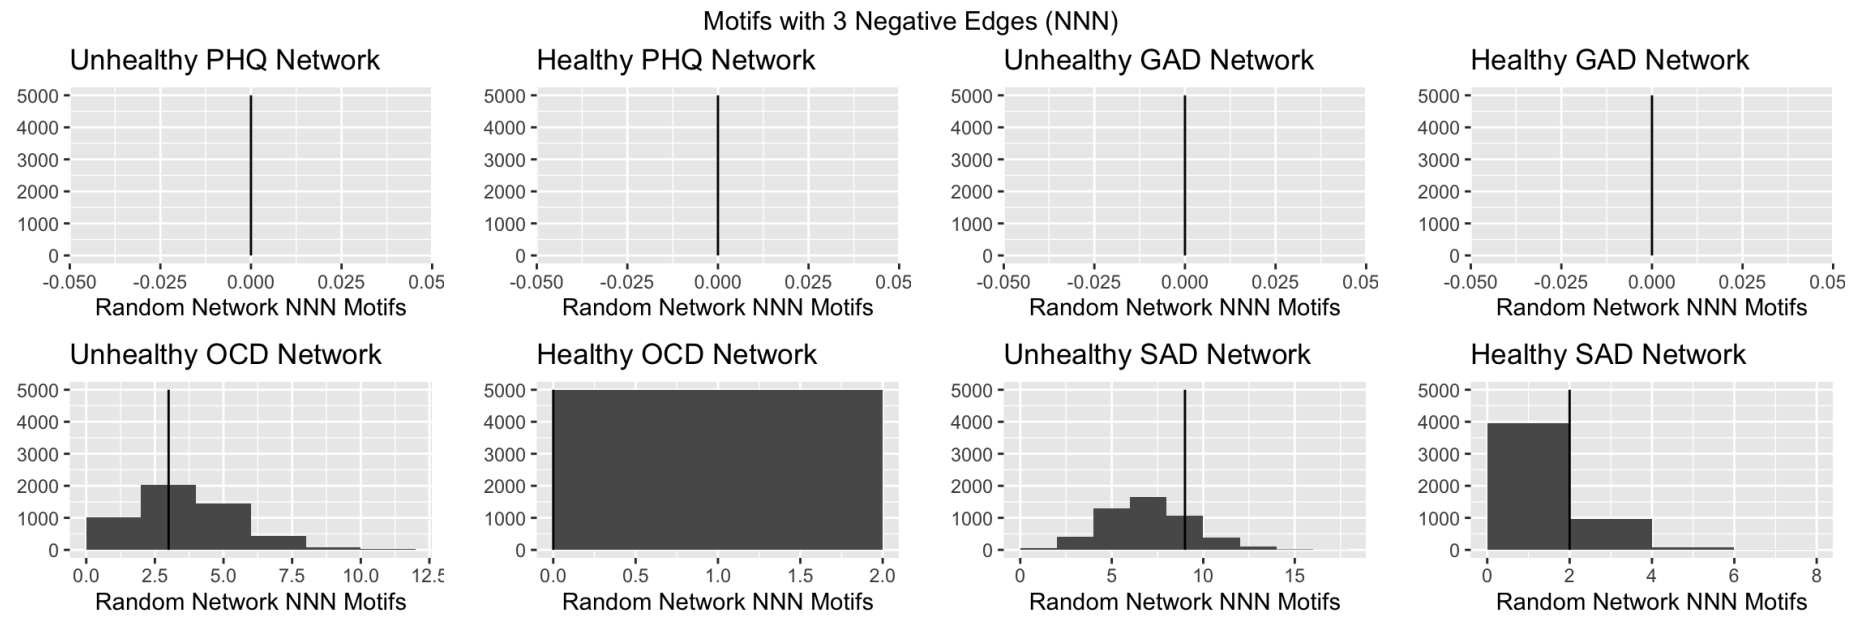 Motifs with 3 Negative Edges (NNN)
Unhealthy PHQ Network
Healthy PHQ Network
Unhealthy GAD Network
Healthy GAD Network
5000
4000
3000
2000
1000
0
-0.050 -0.025 0.000 0.025 0.05
Random Network NNN Motifs
5000
4000
3000
2000
1000
0
-0.050 -0.025 0.000 0.025 0.05
Random Network NNN Motifs
5000
4000
3000
2000
1000
0
-0.050 -0.025 0.000 0.025 0.05
Random Network NNN Motifs
5000
4000
3000
2000
1000
0
-0.050 -0.025 0.000 0.025 0.05
Random Network NNN Motifs
Unhealthy OCD Network
Healthy OCD Network
Unhealthy SAD Network
Healthy SAD Network
5000
4000
3000
2000
1000
0
0.0 2.5 5.0 7.5 10.0 12.5
Random Network NNN Motifs
5000
4000
3000
2000
1000
0
0.0 0.5 1.0 1.5 2.0
Random Network NNN Motifs
5000
4000
3000
2000
1000
0
0 5 10 15
Random Network NNN Motifs
5000
4000
3000
2000
1000
0
0 2 4 6 8
Random Network NNN Motifs